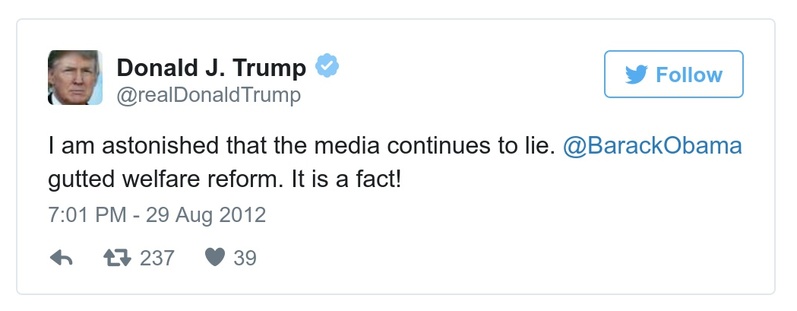 Donald J. Trump
@realDonaldTrump
Follow
I am astonished that the media continues to lie. @BarackObama
gutted welfare reform. It is a fact!
7:01 PM - 29 Aug 2012
237 39